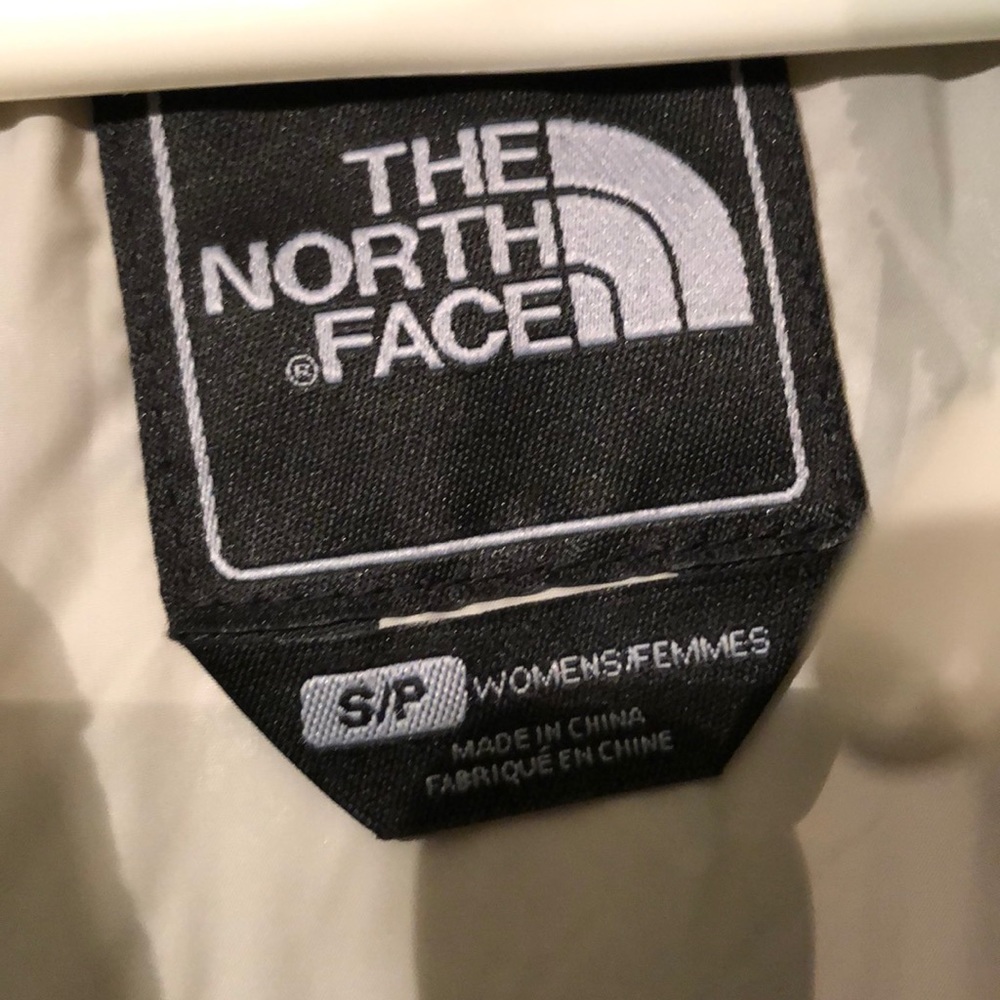 THE
NORTH
FACE
®
S/P WOMENS/FEMMES
MADE IN CHINA
FABRIQUÉ EN CHINE